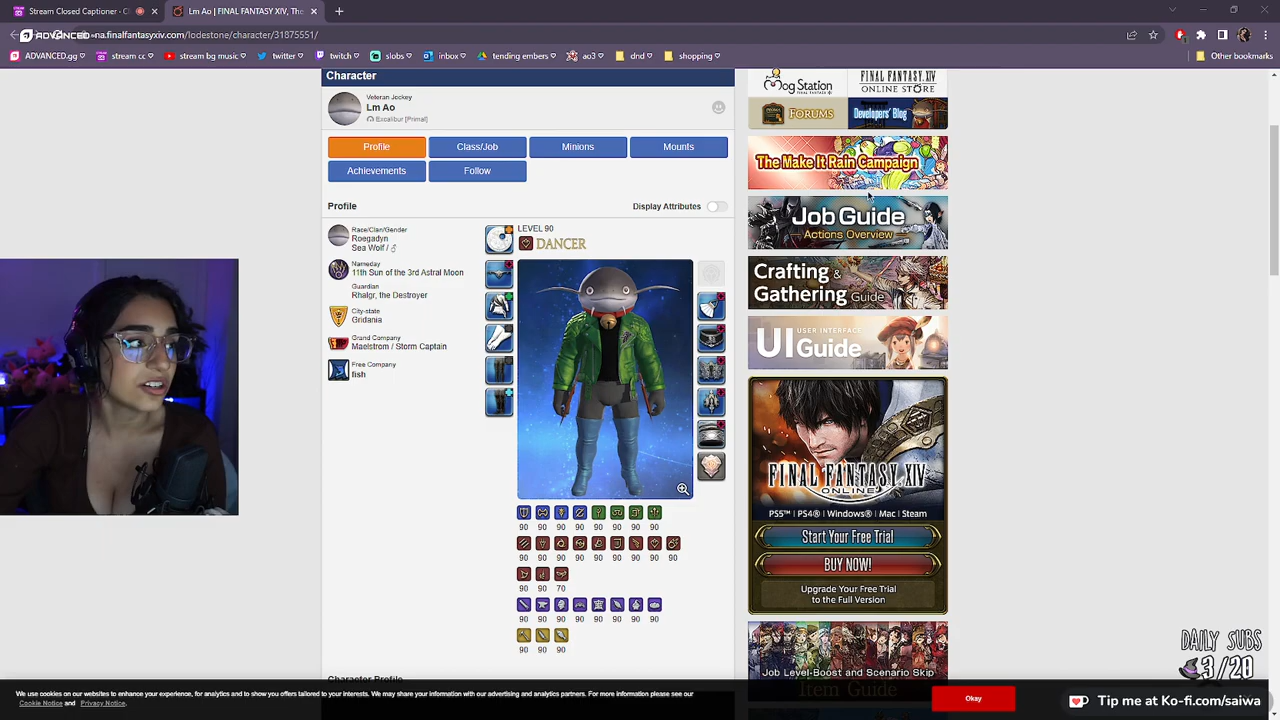 Stream Closed Captioner - C
Lm Ao | FINAL FANTASY XIV, The
ADVANCED
na.finalfantasyxiv.com/lodestone/character/31875551/
ADVANCED.gg
stream cc
stream bg music
twitter
twitch
slobs
inbox
tending embers
ao3
dnd
shopping
Other bookmarks
Character
Veteran Jockey
Lm Ao
Excalibur [Primal]
Profile
Class/Job
Minions
Mounts
Achievements
Follow
Profile
Display Attributes
Race/Clan/Gender
Roegadyn
Sea Wolf / ♂
Nameday
11th Sun of the 3rd Astral Moon
Guardian
Rhalgr, the Destroyer
City-state
Gridania
Grand Company
Maelstrom / Storm Captain
Free Company
fish
LEVEL 90
DANCER
90 90 90 90 90 90 90 90
90 90 90 90 90 90 90 90 90
90 90 70
90 90 90 90 90 90 90 90
90 90 90
Character Profile
Mog Station
FINAL FANTASY XIV
ONLINE STORE
FORUMS
Developers' Blog
The Make It Rain Campaign
Job Guide
Actions Overview
Crafting &
Gathering Guide
UI USER INTERFACE
Guide
FINAL FANTASY XIV
ONLINE
PS5™ | PS4® | Windows® | Mac | Steam
Start Your Free Trial
BUY NOW!
Upgrade Your Free Trial
to the Full Version
Job Level-Boost and Scenario Skip
Item Guide
DAILY SUBS
3/20
We use cookies on our websites to enhance your experience, for analytics and to show you offers tailored to your interests. We may share your information with our advertising and analytics partners. For more information please see our
Cookie Notice and Privacy Notice.
Okay
Tip me at Ko-fi.com/saiwa